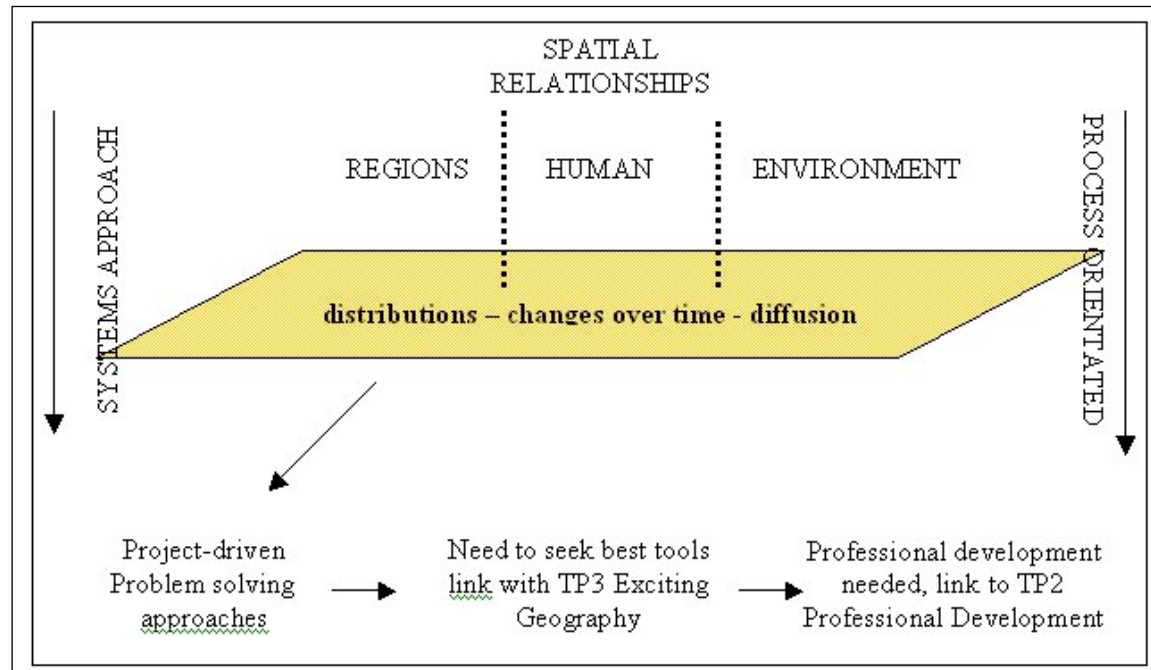 SPATIAL
RELATIONSHIPS
SYSTEMS APPROACH
PROCESS ORIENTATED
REGIONS
HUMAN
ENVIRONMENT
distributions – changes over time - diffusion
Project-driven
Problem solving
approaches
Need to seek best tools
link with TP3 Exciting
Geography
Professional development
needed, link to TP2
Professional Development